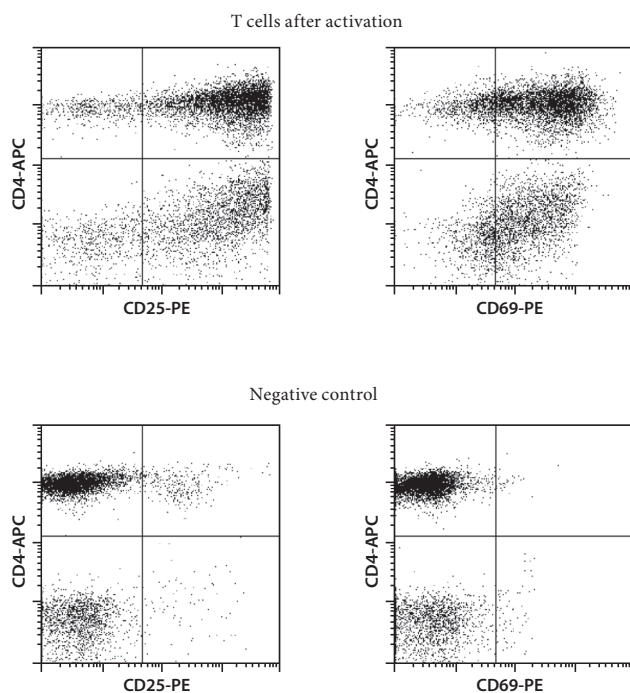 T cells after activation
CD4-APC
CD25-PE
CD4-APC
CD69-PE
Negative control
CD4-APC
CD25-PE
CD4-APC
CD69-PE